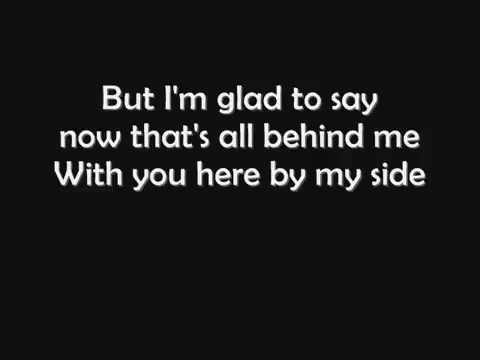 But I'm glad to say
now that's all behind me
With you here by my side